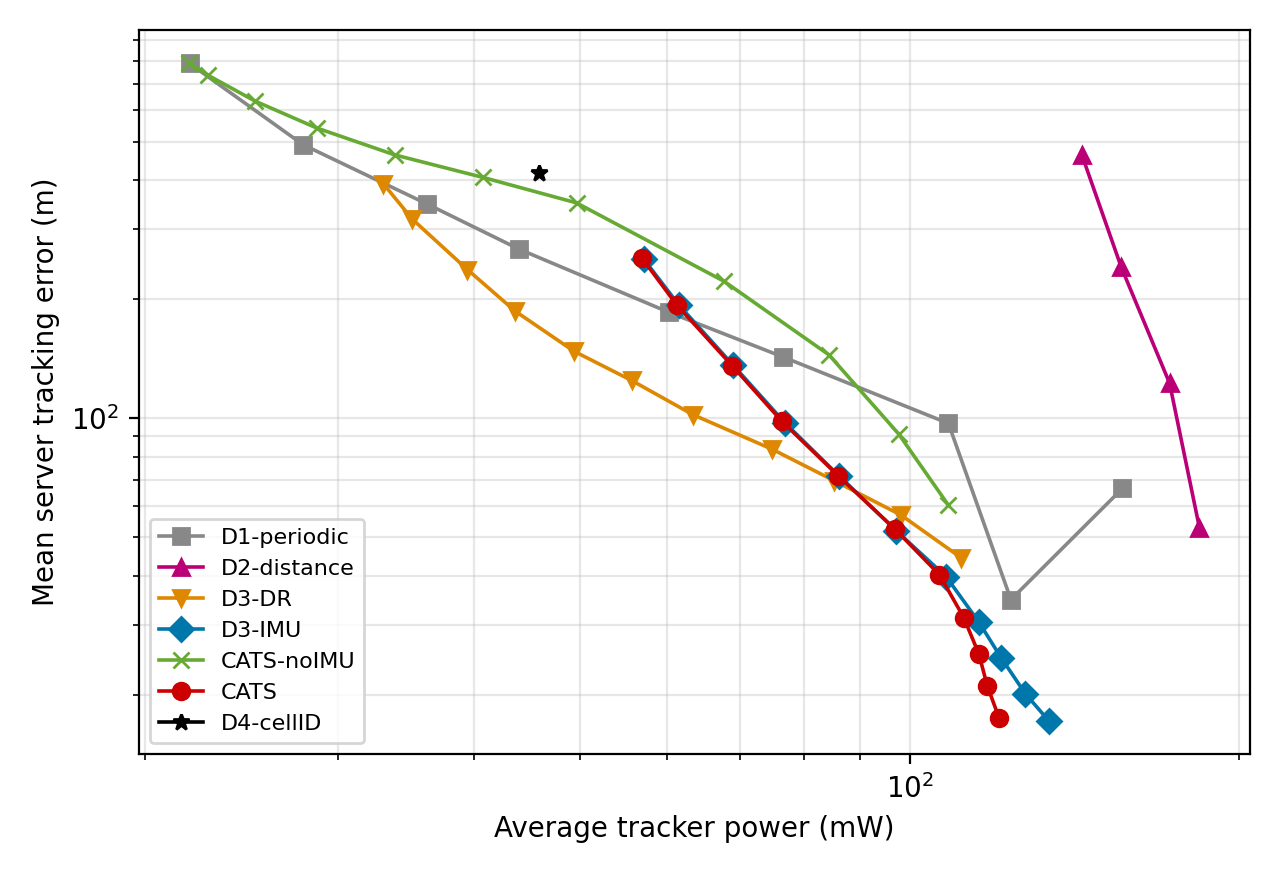 Mean server tracking error (m)
10²
D1-periodic
D2-distance
D3-DR
D3-IMU
CATS-noIMU
CATS
D4-cellID
10²
Average tracker power (mW)